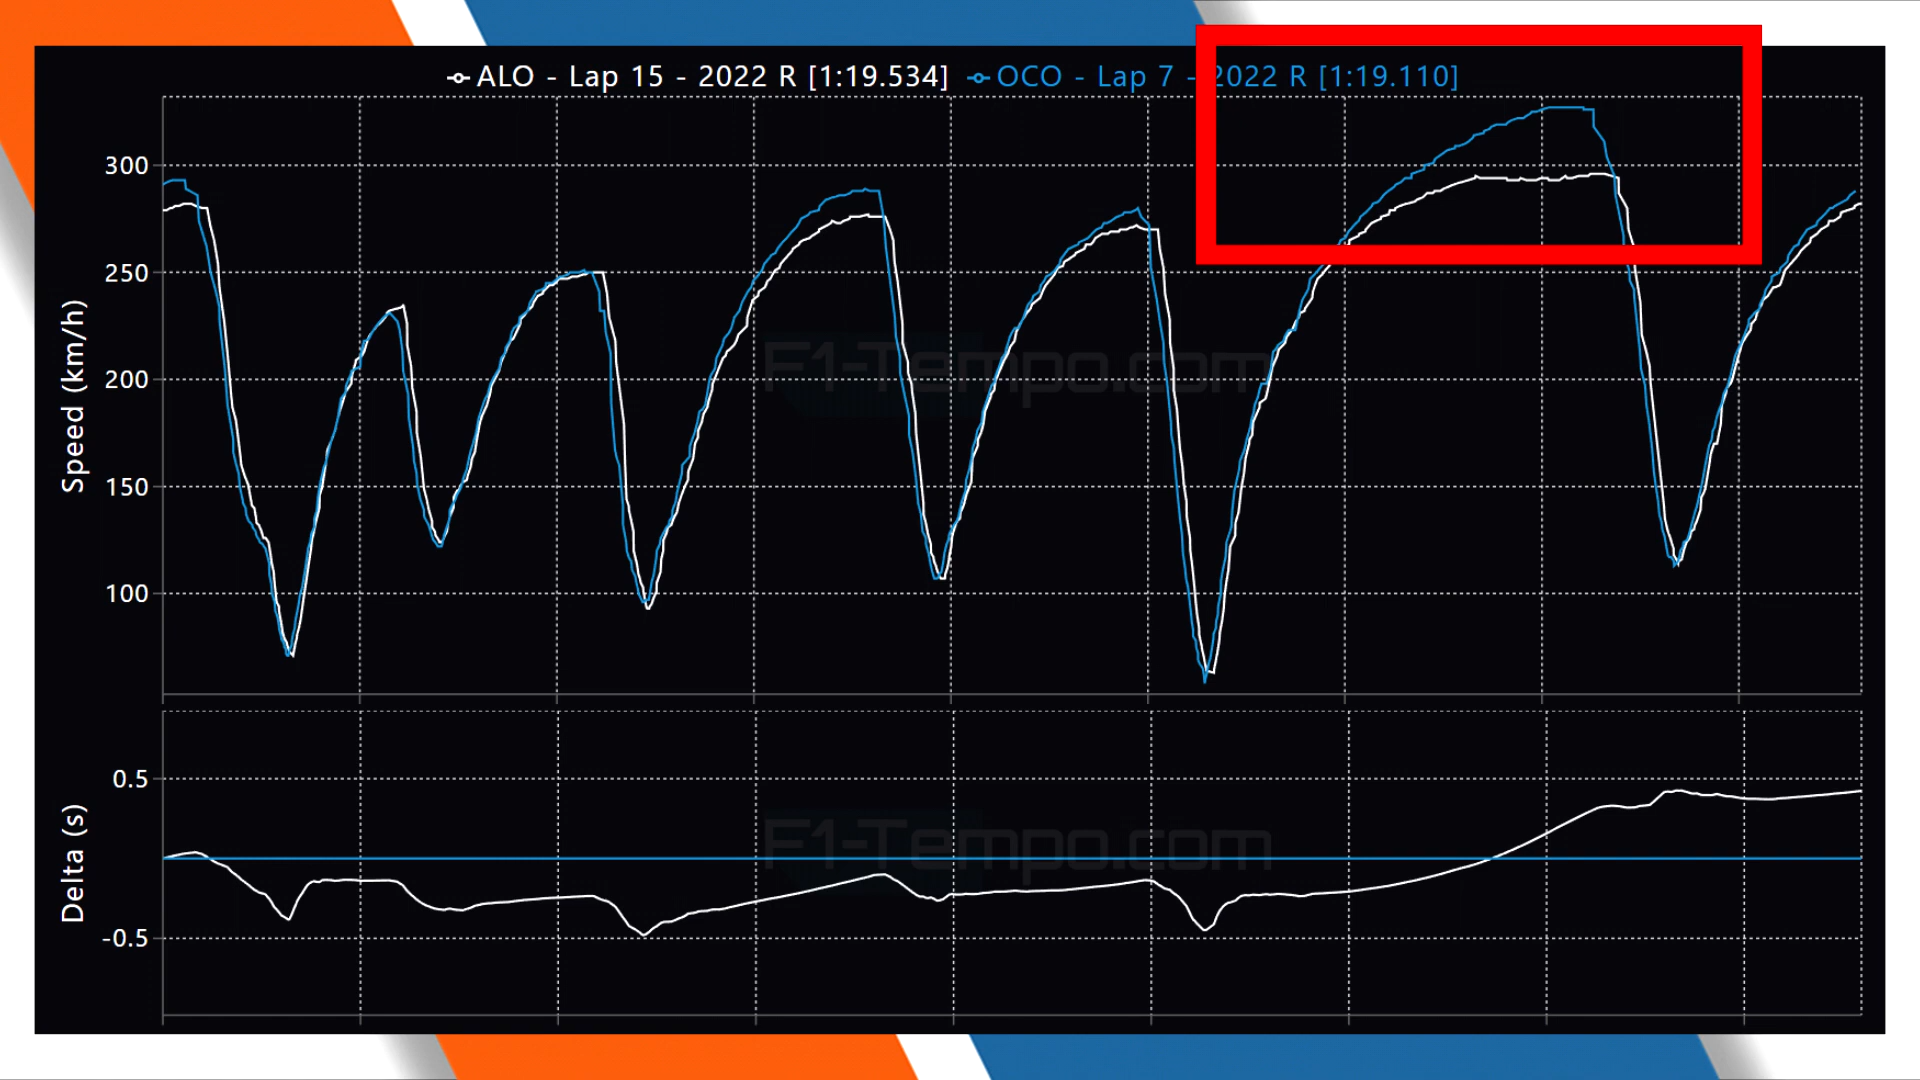 ALO - Lap 15 - 2022 R [1:19.534] OCO - Lap 7 - 2022 R [1:19.110]
300
250
200
150
100
Speed (km/h)
F1-Tempo.com
0.5
-0.5
Delta (s)
F1-Tempo.com